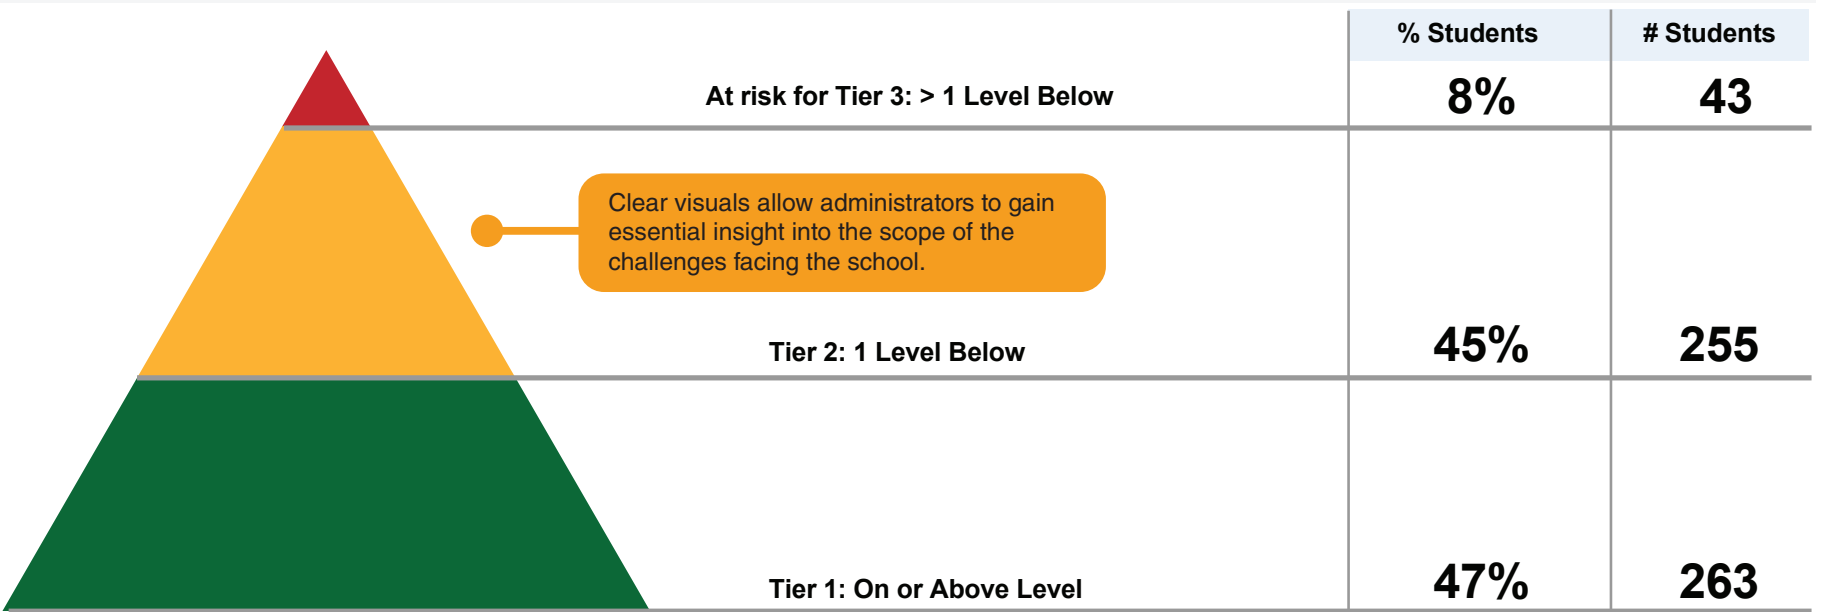 % Students # Students
At risk for Tier 3: > 1 Level Below 8% 43
Clear visuals allow administrators to gain
essential insight into the scope of the
challenges facing the school.
Tier 2: 1 Level Below 45% 255
Tier 1: On or Above Level 47% 263